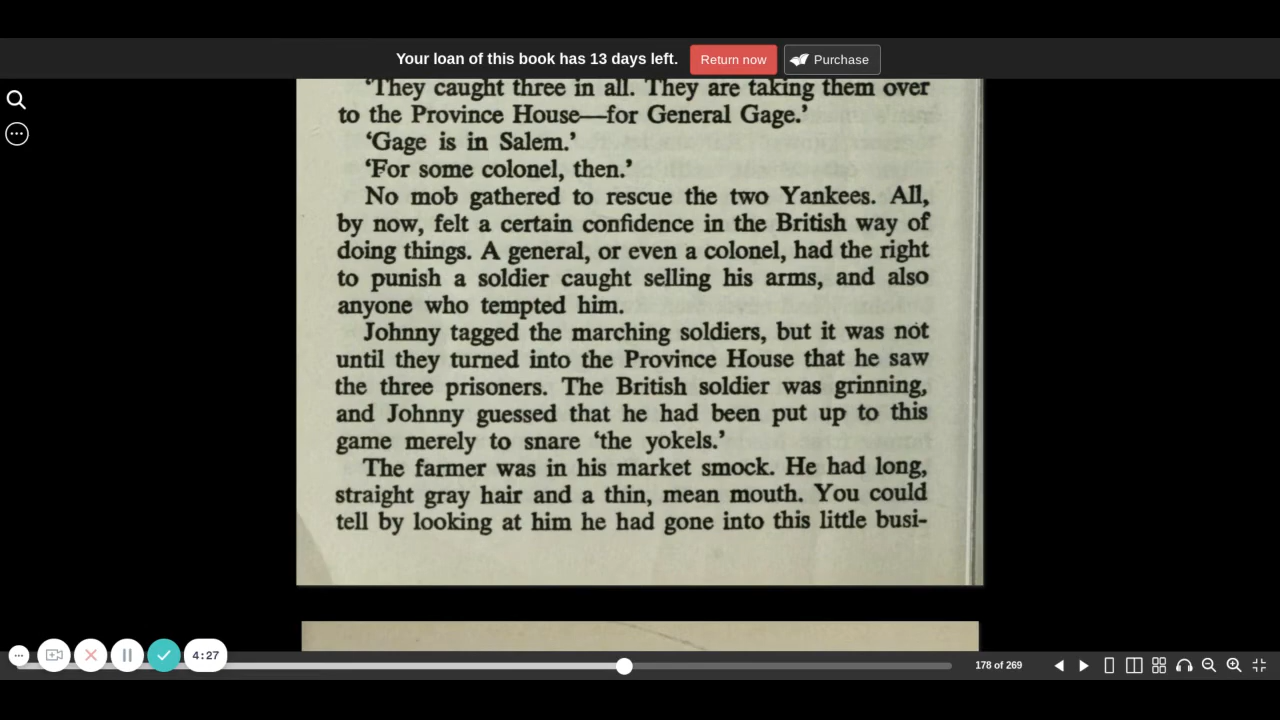 Your loan of this book has 13 days left. Return now Purchase
‘They caught three in all. They are taking them over
to the Province House—for General Gage.’
‘Gage is in Salem.’
‘For some colonel, then.’
No mob gathered to rescue the two Yankees. All,
by now, felt a certain confidence in the British way of
doing things. A general, or even a colonel, had the right
to punish a soldier caught selling his arms, and also
anyone who tempted him.
Johnny tagged the marching soldiers, but it was not
until they turned into the Province House that he saw
the three prisoners. The British soldier was grinning,
and Johnny guessed that he had been put up to this
game merely to snare ‘the yokels.’
The farmer was in his market smock. He had long,
straight gray hair and a thin, mean mouth. You could
tell by looking at him he had gone into this little busi-
4:27
178 of 269